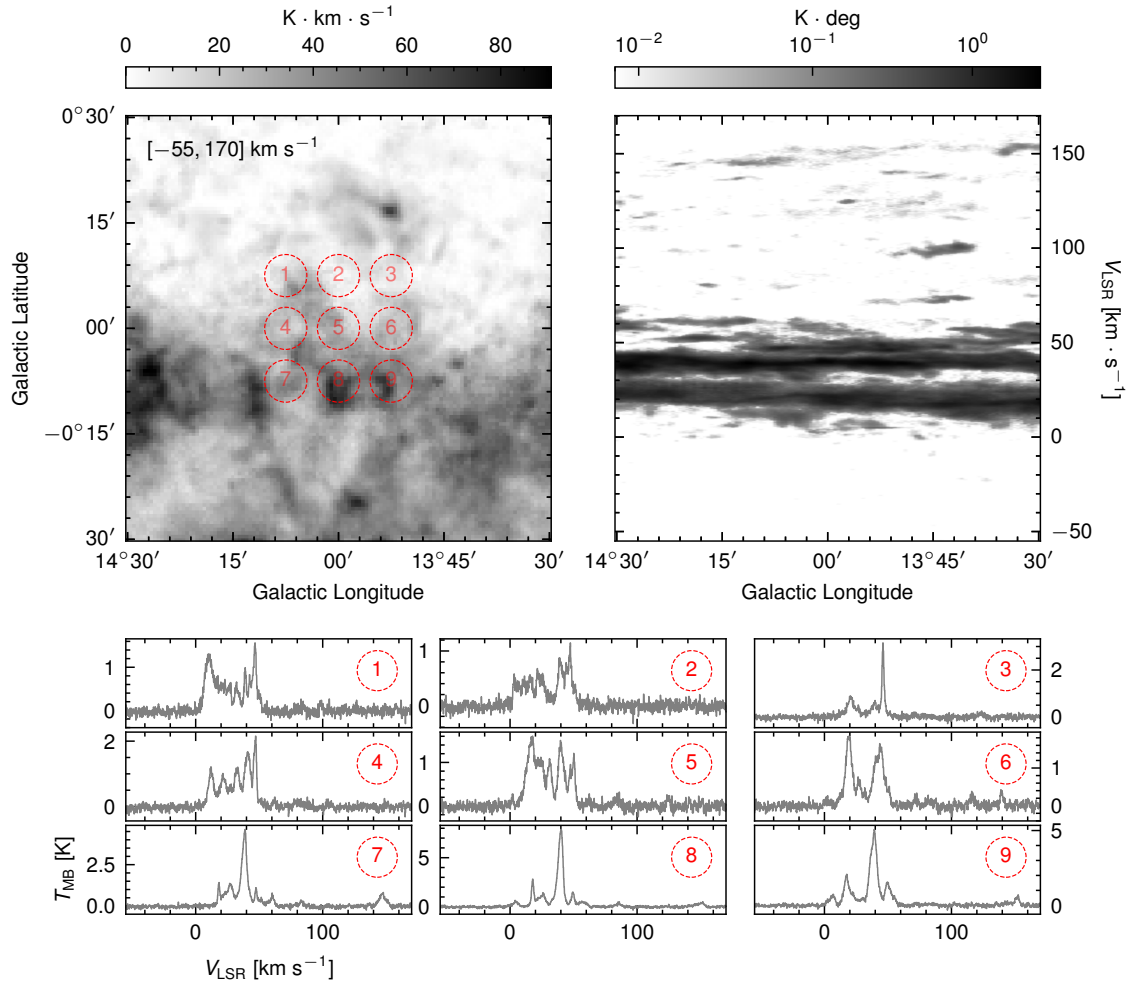 K · km · s⁻¹
0 20 40 60 80
K · deg
10⁻² 10⁻¹ 10⁰
[−55, 170] km s⁻¹
0°30′
15′
00′
−0°15′
30′
Galactic Latitude
1 2 3
4 5 6
7 8 9
14°30′ 15′ 00′ 13°45′ 30′
Galactic Longitude
150
100
50
0
−50
V_LSR [km · s⁻¹]
14°30′ 15′ 00′ 13°45′ 30′
Galactic Longitude
1
0
1
1
0
2
2
0
3
2
0
4
1
0
5
1
0
6
2.5
0.0
7
5
0
8
5
0
9
T_MB [K]
0 100
0 100
0 100
V_LSR [km s⁻¹]